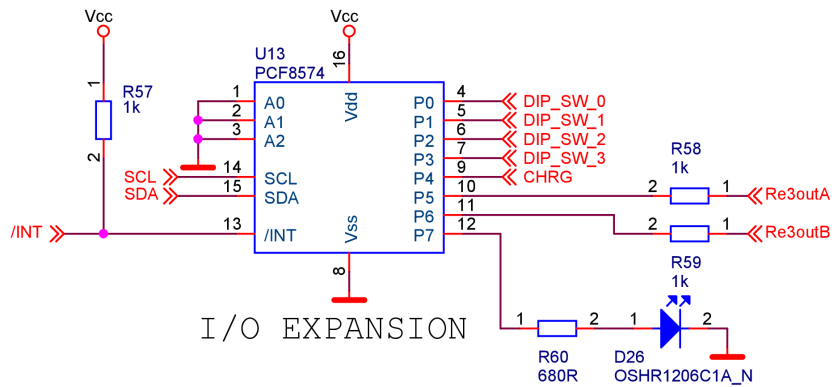 Vcc
Vcc
U13
PCF8574
16
1
R57
1k
2
1
2
3
A0
A1
A2
Vdd
P0
P1
P2
P3
P4
P5
P6
P7
4
5
6
7
9
10
11
12
DIP_SW_0
DIP_SW_1
DIP_SW_2
DIP_SW_3
CHRG
R58
1k
2
1
Re3outA
SCL
SDA
14
15
SCL
SDA
/INT
13
/INT
Vss
8
2
1
Re3outB
R59
1k
I/O EXPANSION
1
2
R60
680R
1
2
D26
OSHR1206C1A_N